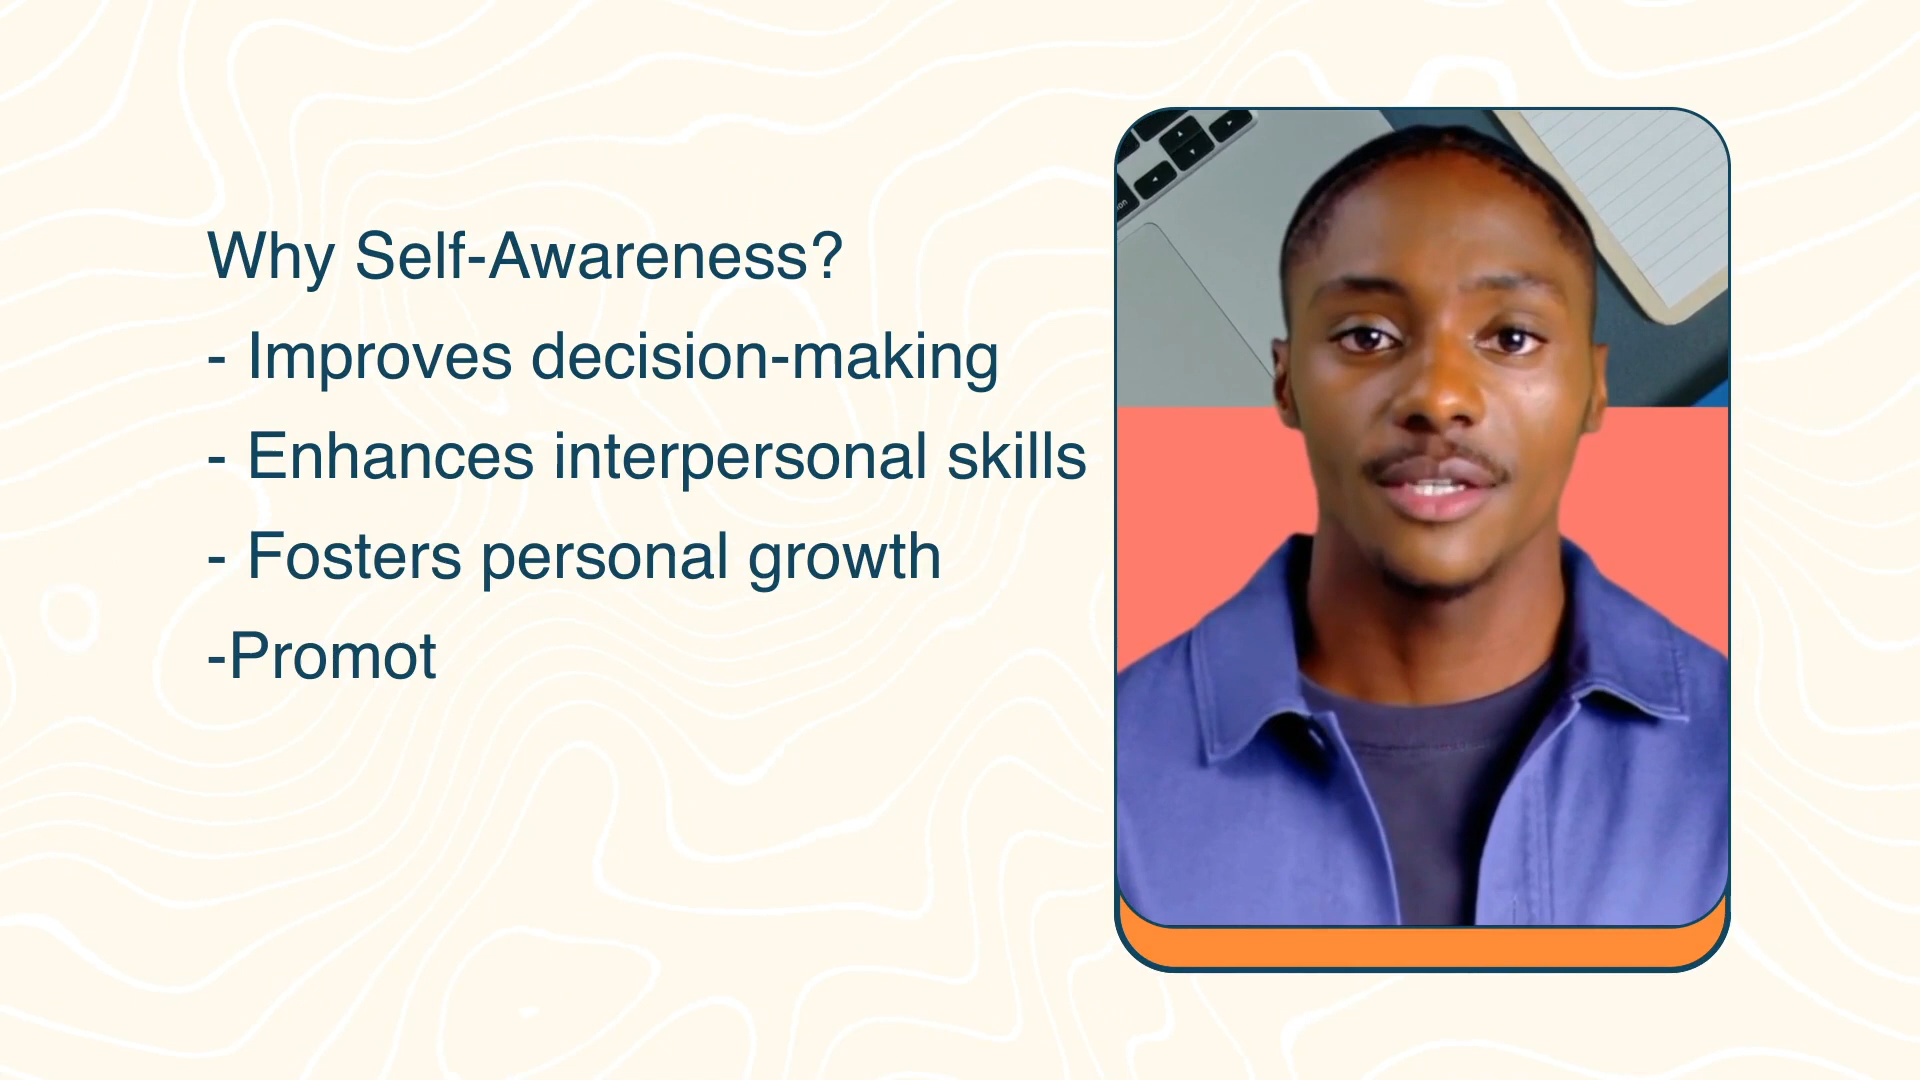 Why Self-Awareness?
- Improves decision-making
- Enhances interpersonal skills
- Fosters personal growth
-Promot